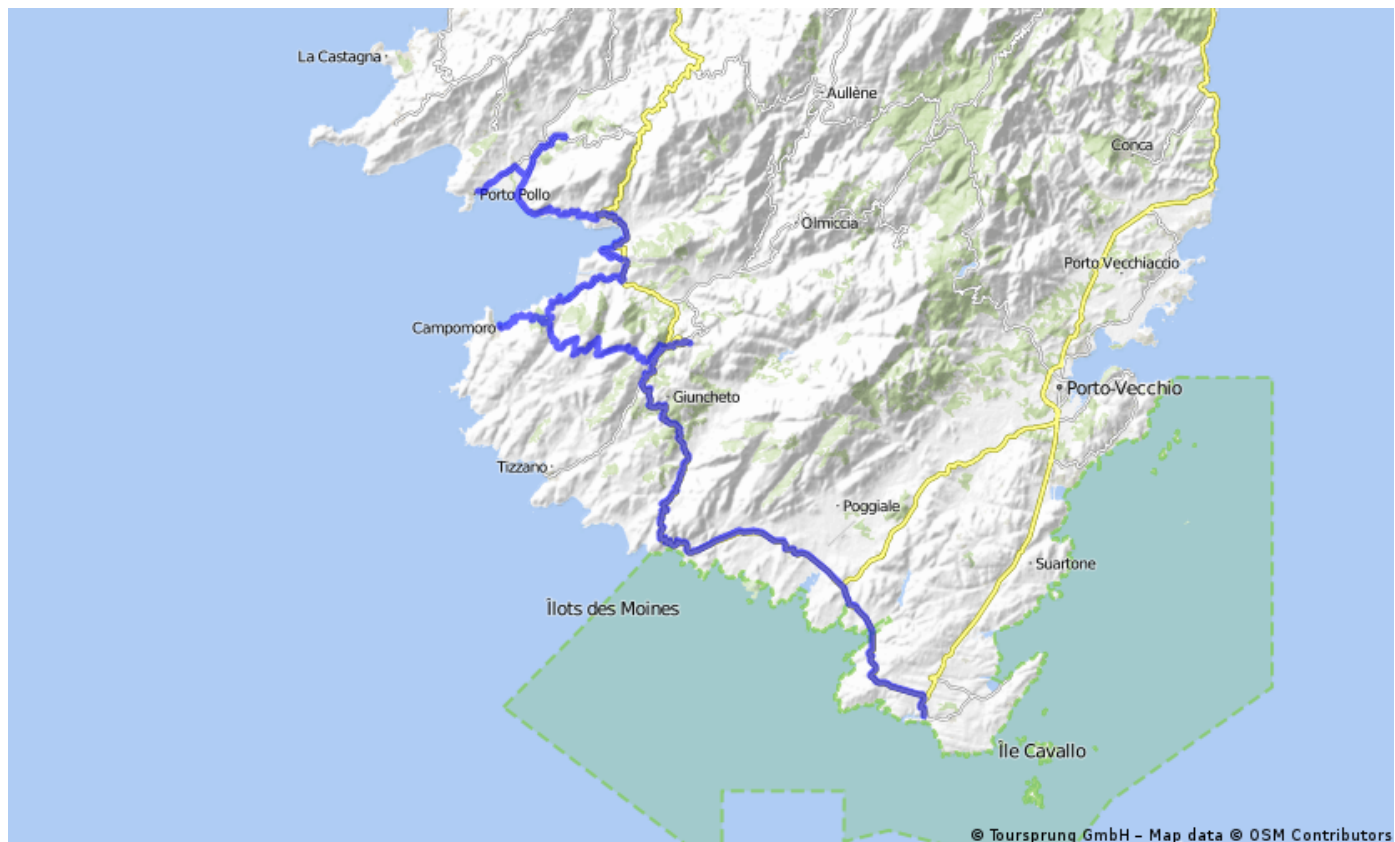 La Castagna
Aullène
Conca
Porto Pollo
Olmiccia
Porto Vecchiaccio
Campomoro
Porto-Vecchio
Giuncheto
Tizzano
Poggiale
Suartone
Îlots des Moines
Île Cavallo
© Toursprung GmbH – Map data © OSM Contributors